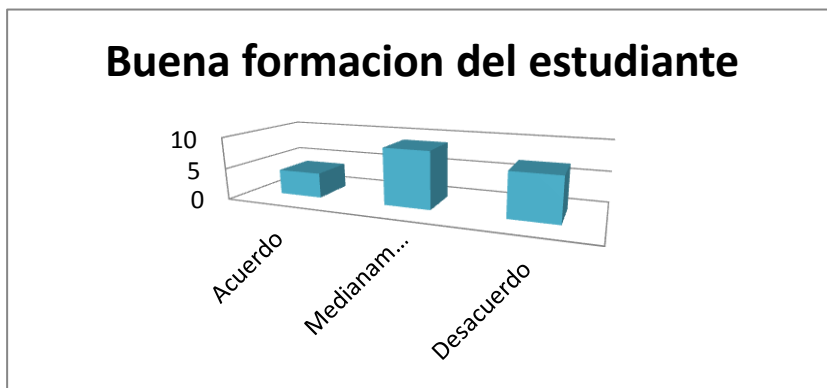 Buena formacion del estudiante
10
5
0
Acuerdo
Medianam...
Desacuerdo